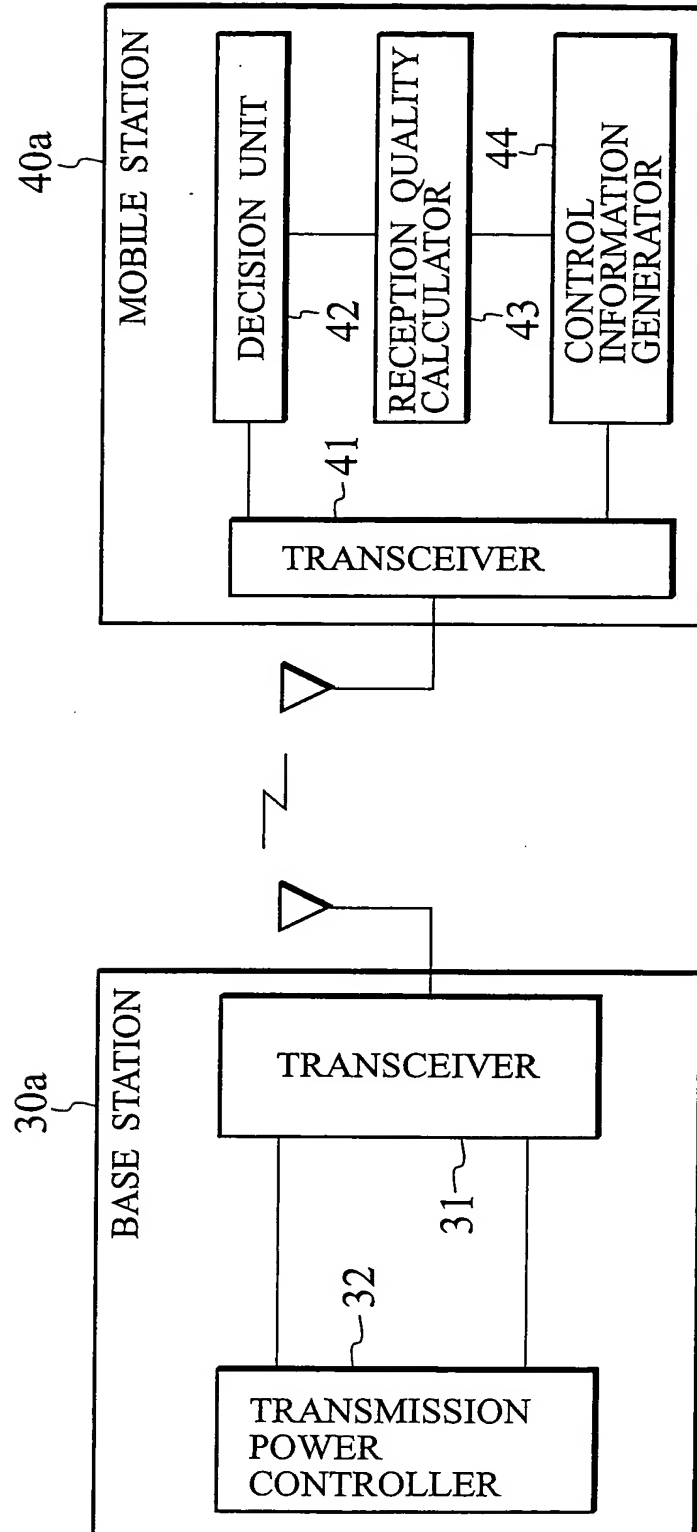 30a
BASE STATION
TRANSMISSION
POWER
CONTROLLER
32
TRANSCEIVER
31
40a
MOBILE STATION
TRANSCEIVER
41
DECISION UNIT
42
RECEPTION QUALITY
CALCULATOR
43
CONTROL
INFORMATION
GENERATOR
44